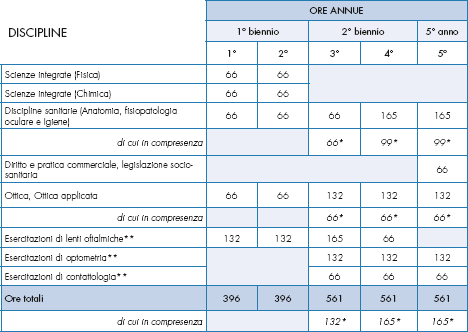 ORE ANNUE
DISCIPLINE 1° biennio 2° biennio 5° anno
1° 2° 3° 4° 5°
Scienze integrate (Fisica) 66 66
Scienze integrate (Chimica) 66 66
Discipline sanitarie (Anatomia, fisiopatologia
oculare e Igiene) 66 66 66 165 165
di cui in compresenza 66* 99* 99*
Diritto e pratica commerciale, legislazione socio-
sanitaria 66
Ottica, Ottica applicata 66 66 132 132 132
di cui in compresenza 66* 66* 66*
Esercitazioni di lenti oftalmiche** 132 132 165 66
Esercitazioni di optometria** 132 132 132
Esercitazioni di contattologia** 66 66 66
Ore totali 396 396 561 561 561
di cui in compresenza 132* 165* 165*